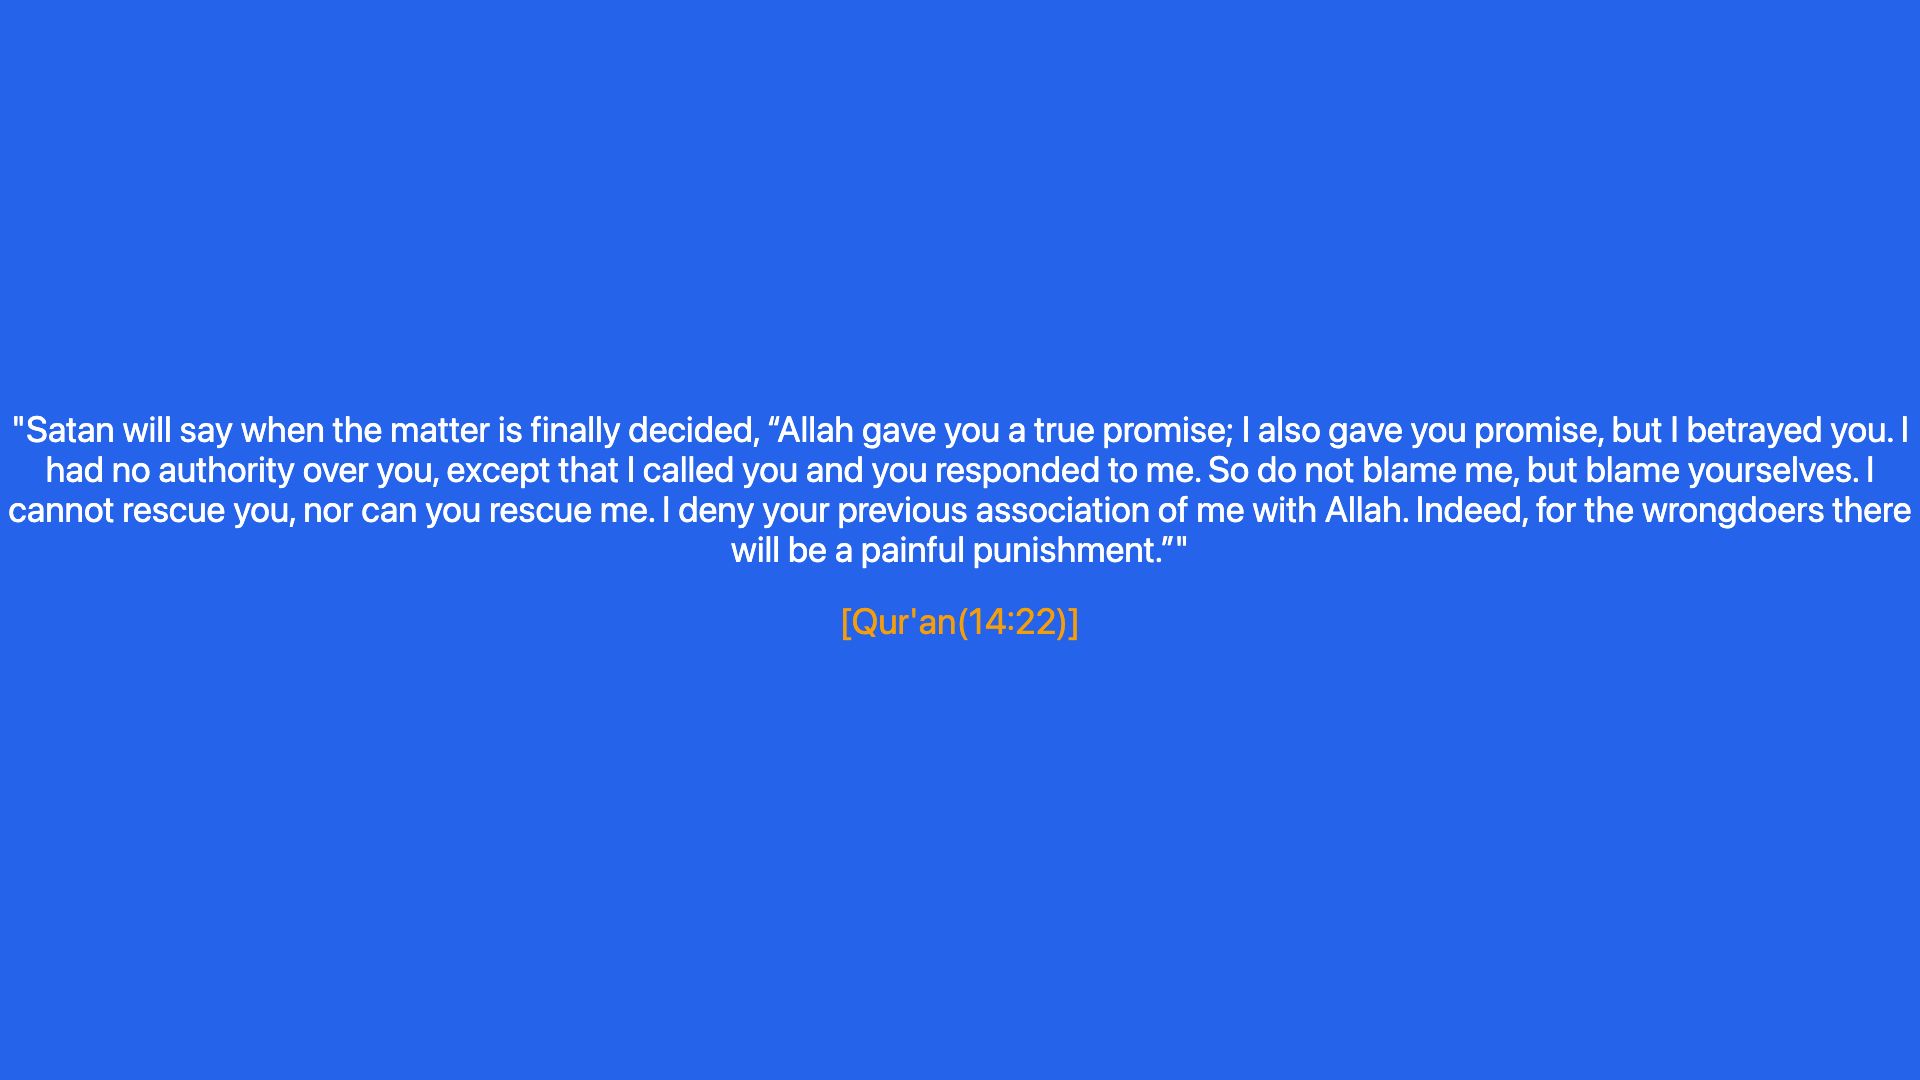 "Satan will say when the matter is finally decided, “Allah gave you a true promise; I also gave you promise, but I betrayed you. I
had no authority over you, except that I called you and you responded to me. So do not blame me, but blame yourselves. I
cannot rescue you, nor can you rescue me. I deny your previous association of me with Allah. Indeed, for the wrongdoers there
will be a painful punishment.”"
[Qur'an(14:22)]